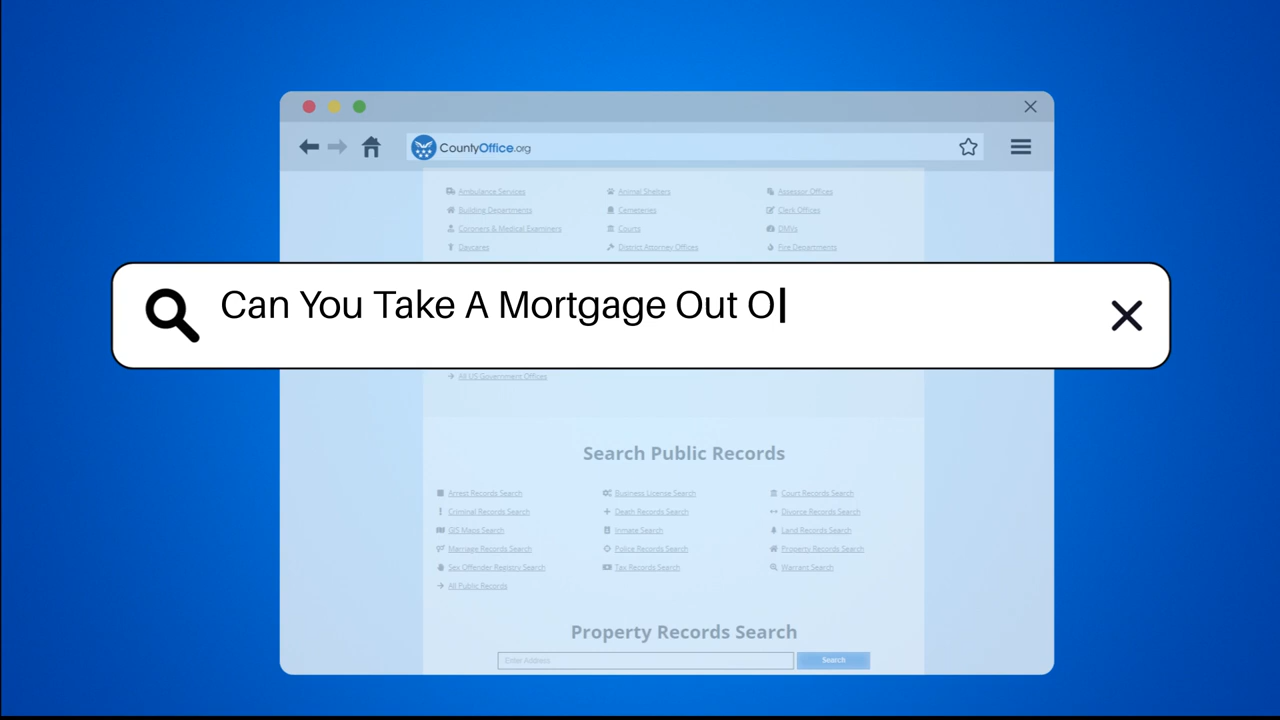 CountyOffice.org
Ambulance Services
Animal Shelters
Assessor Offices
Building Departments
Cemeteries
Clerk Offices
Coroners & Medical Examiners
Courts
DMVs
Daycares
District Attorney Offices
Fire Departments
Can You Take A Mortgage Out O
All US Government Offices
Search Public Records
Arrest Records Search
Business License Search
Court Records Search
Criminal Records Search
Death Records Search
Divorce Records Search
GIS Maps Search
Inmate Search
Land Records Search
Marriage Records Search
Police Records Search
Property Records Search
Sex Offender Registry Search
Tax Records Search
Warrant Search
All Public Records
Property Records Search
Enter Address
Search